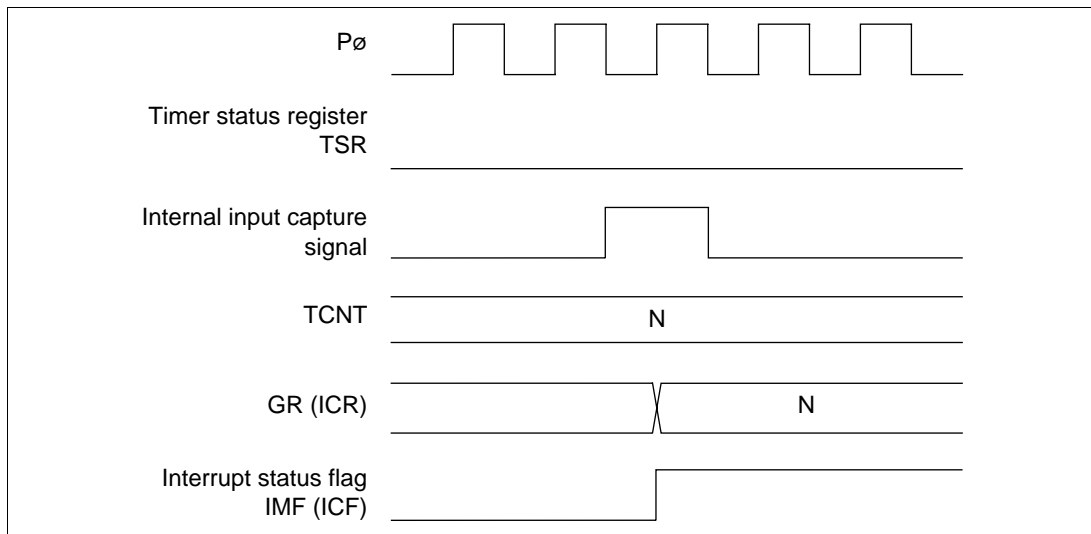 Pø
Timer status register
TSR
Internal input capture
signal
TCNT
N
GR (ICR)
N
Interrupt status flag
IMF (ICF)